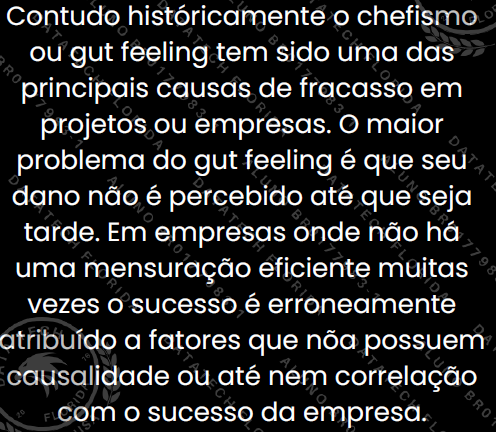 Contudo históricamente o chefismo
ou gut feeling tem sido uma das
principais causas de fracasso em
projetos ou empresas. O maior
problema do gut feeling é que seu
dano não é percebido até que seja
tarde. Em empresas onde não há
uma mensuração eficiente muitas
vezes o sucesso é erroneamente
atribuído a fatores que nõa possuem
causalidade ou até nem correlação
com o sucesso da empresa.